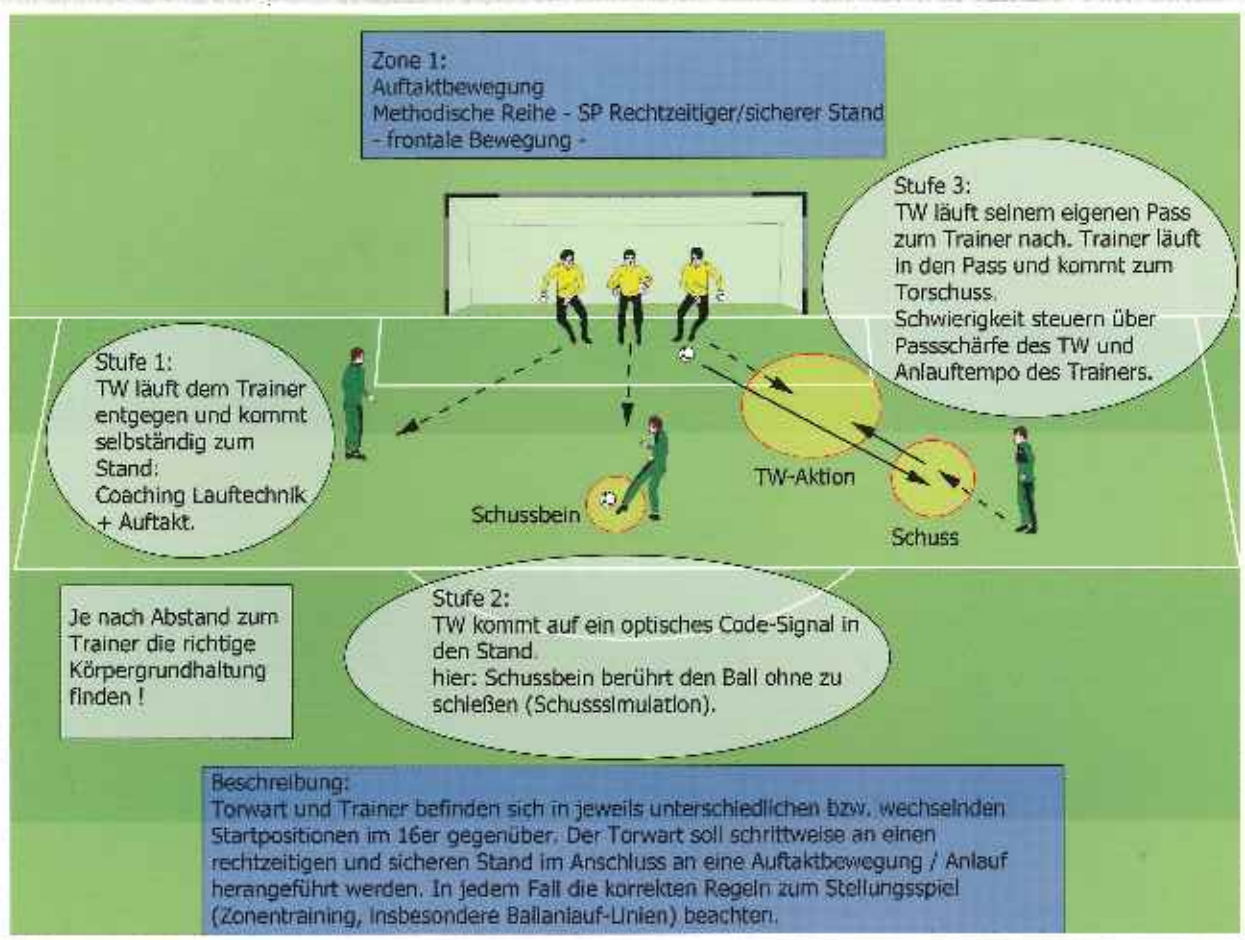 Zone 1:
Auftaktbewegung
Methodische Reihe - SP Rechtzeitiger/sicherer Stand
- frontale Bewegung -
Stufe 3:
TW läuft seinem eigenen Pass
zum Trainer nach. Trainer läuft
in den Pass und kommt zum
Torschuss.
Schwierigkeit steuern über
Passschärfe des TW und
Anlauftempo des Trainers.
Stufe 1:
TW läuft dem Trainer
entgegen und kommt
selbständig zum
Stand.
Coaching Lauftechnik
+ Auftakt.
TW-Aktion
Schussbein
Schuss
Stufe 2:
TW kommt auf ein optisches Code-Signal in
den Stand.
hier: Schussbein berührt den Ball ohne zu
schießen (Schusssimulation).
Je nach Abstand zum
Trainer die richtige
Körpergrundhaltung
finden !
Beschreibung:
Torwart und Trainer befinden sich in jeweils unterschiedlichen bzw. wechselnden
Startpositionen im 16er gegenüber. Der Torwart soll schrittweise an einen
rechtzeitigen und sicheren Stand im Anschluss an eine Auftaktbewegung / Anlauf
herangeführt werden. In jedem Fall die korrekten Regeln zum Stellungsspiel
(Zonentraining, insbesondere Ballanlauf-Linien) beachten.